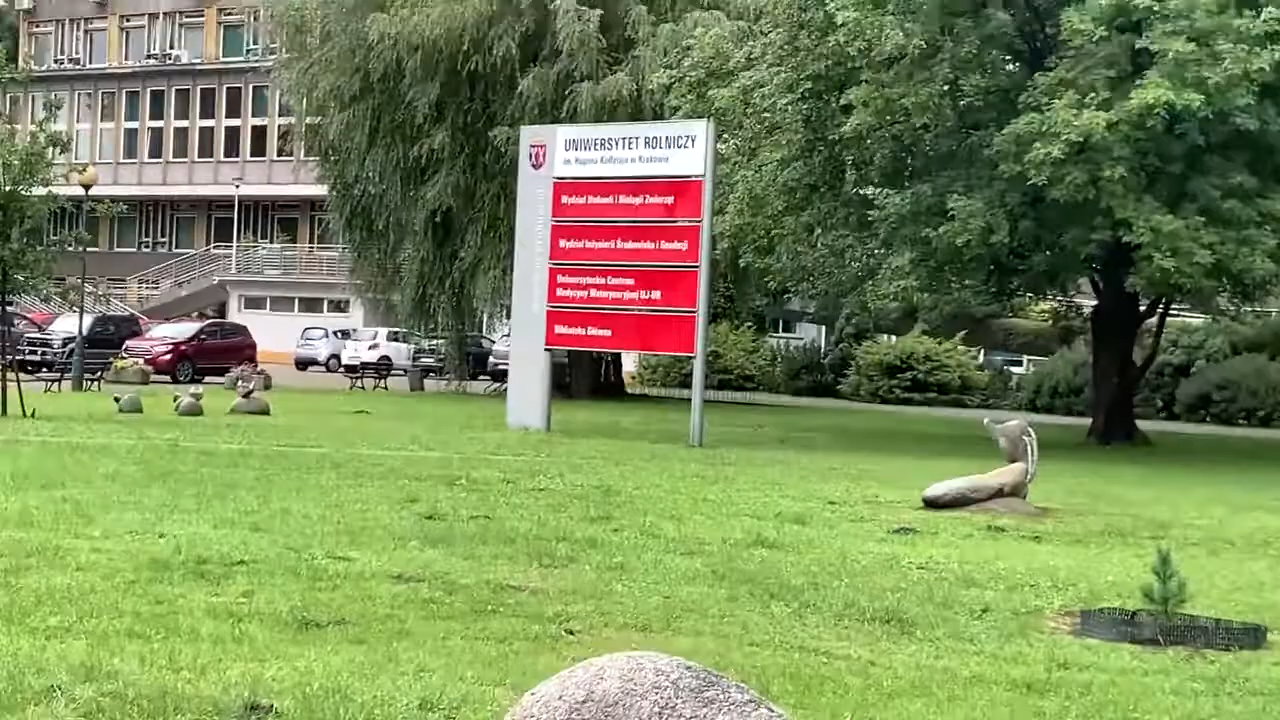 UNIWERSYTET ROLNICZY
im. Hugona Kołłątaja w Krakowie
Wydział Hodowli i Biologii Zwierząt
Wydział Inżynierii Środowiska i Geodezji
Uniwersyteckie Centrum
Medycyny Weterynaryjnej UJ-UR
Biblioteka Główna